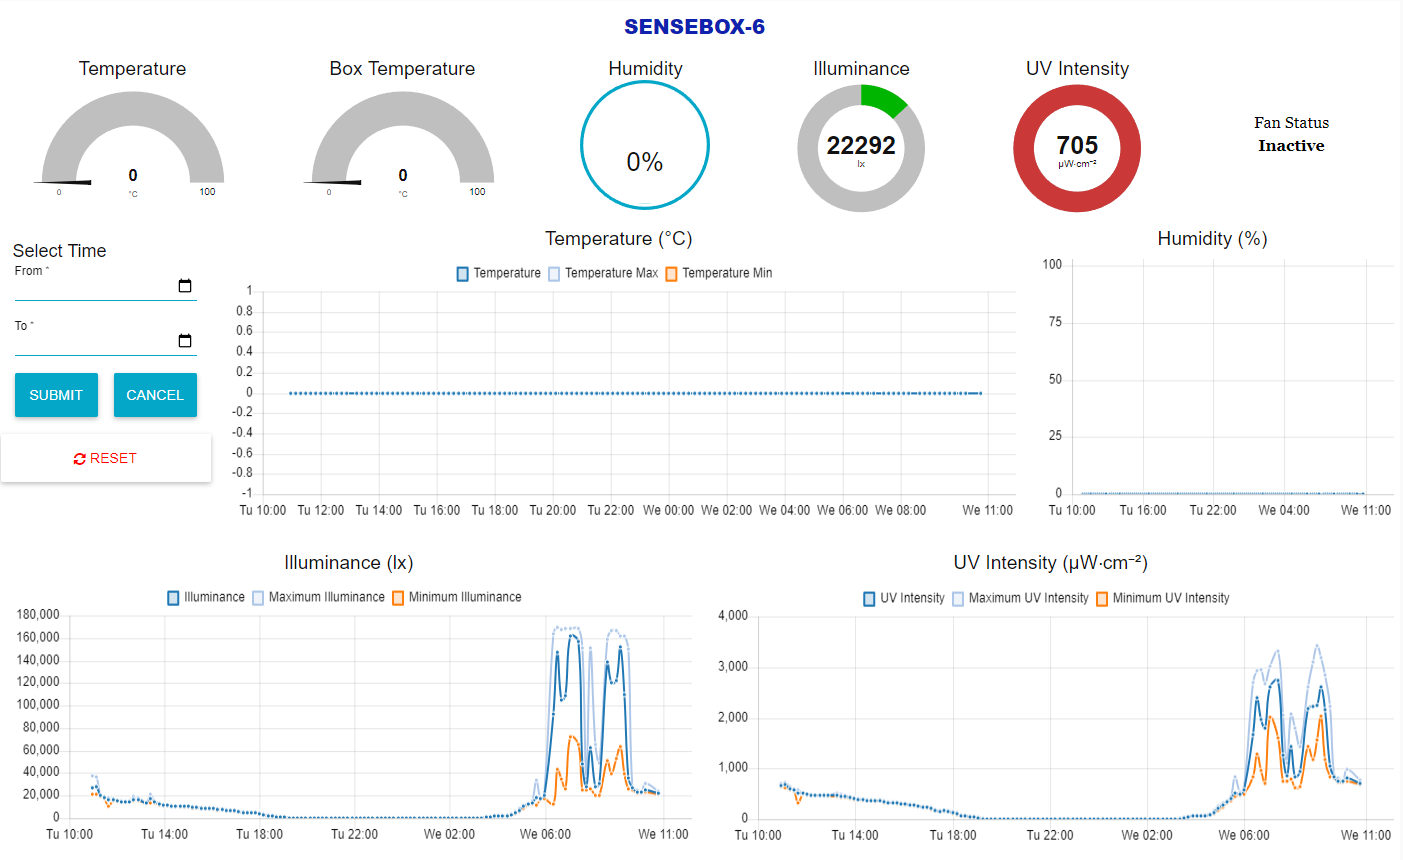 SENSEBOX-6
Temperature
Box Temperature
Humidity
Illuminance
UV Intensity
0
°C
0
100
0
°C
0
100
0%
22292
lx
705
µW·cm⁻²
Fan Status
Inactive
Select Time
From *
To *
SUBMIT
CANCEL
RESET
Temperature (°C)
Temperature Temperature Max Temperature Min
1
0.8
0.6
0.4
0.2
0
-0.2
-0.4
-0.6
-0.8
-1
Tu 10:00 Tu 12:00 Tu 14:00 Tu 16:00 Tu 18:00 Tu 20:00 Tu 22:00 We 00:00 We 02:00 We 04:00 We 06:00 We 08:00 We 11:00
Humidity (%)
100
75
50
25
0
Tu 10:00 Tu 16:00 Tu 22:00 We 04:00 We 11:00
Illuminance (lx)
Illuminance Maximum Illuminance Minimum Illuminance
180,000
160,000
140,000
120,000
100,000
80,000
60,000
40,000
20,000
0
Tu 10:00 Tu 14:00 Tu 18:00 Tu 22:00 We 02:00 We 06:00 We 11:00
UV Intensity (µW·cm⁻²)
UV Intensity Maximum UV Intensity Minimum UV Intensity
4,000
3,000
2,000
1,000
0
Tu 10:00 Tu 14:00 Tu 18:00 Tu 22:00 We 02:00 We 06:00 We 11:00